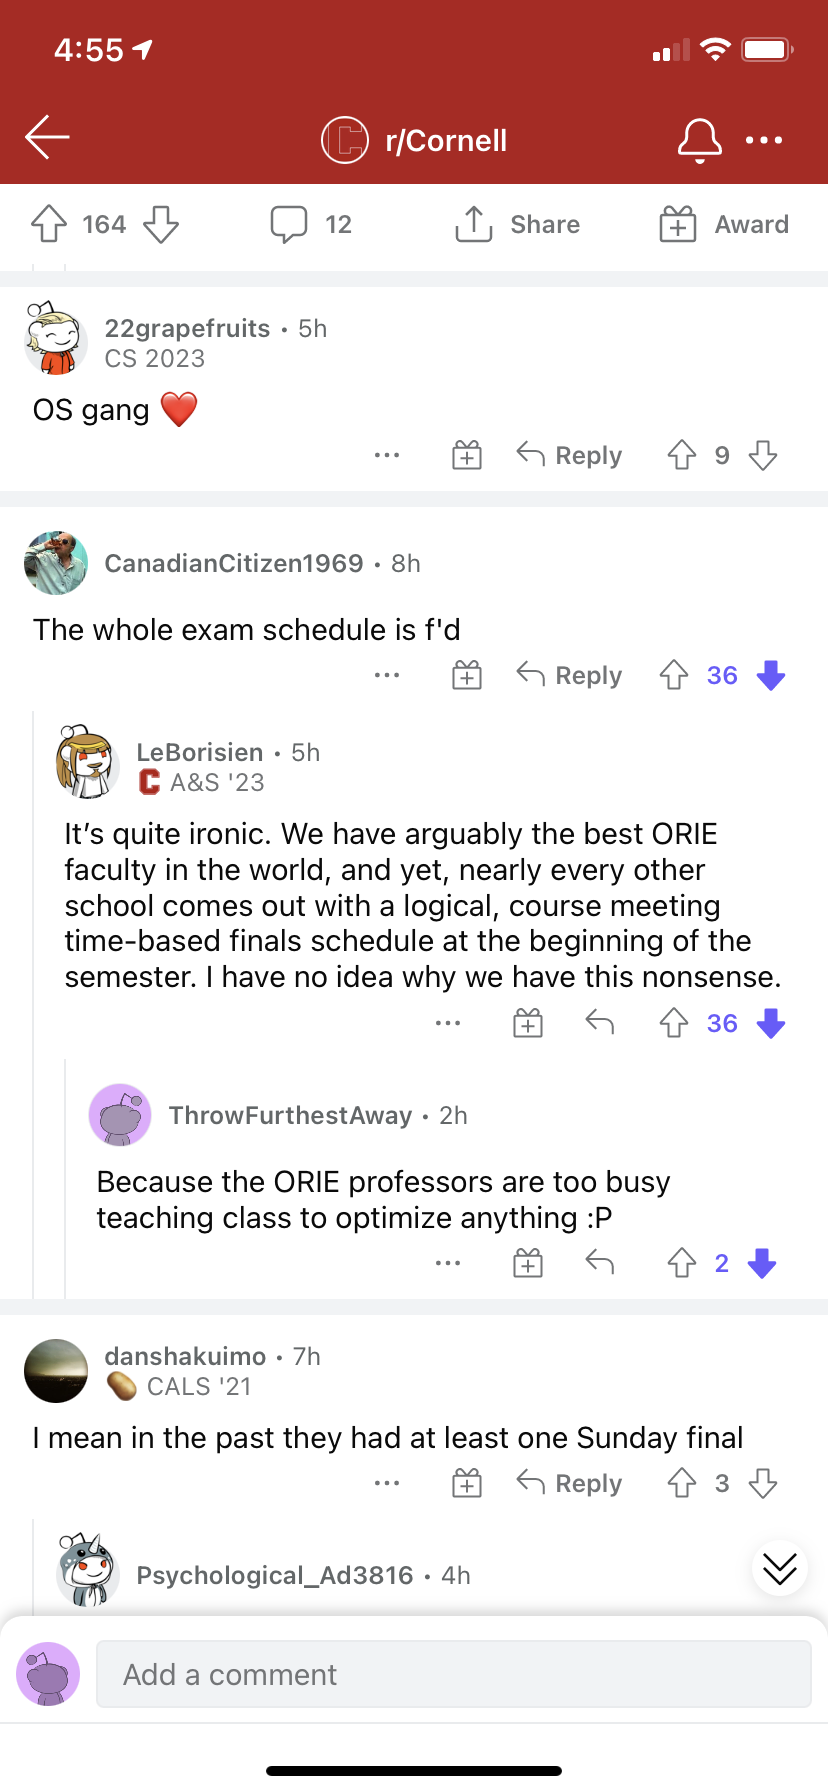 4:55
r/Cornell
164
12
Share
Award
22grapefruits • 5h
CS 2023
OS gang ❤️
Reply
9
CanadianCitizen1969 • 8h
The whole exam schedule is f'd
Reply
36
LeBorisien • 5h
C A&S '23
It’s quite ironic. We have arguably the best ORIE
faculty in the world, and yet, nearly every other
school comes out with a logical, course meeting
time-based finals schedule at the beginning of the
semester. I have no idea why we have this nonsense.
36
ThrowFurthestAway • 2h
Because the ORIE professors are too busy
teaching class to optimize anything :P
2
danshakuimo • 7h
🥔 CALS '21
I mean in the past they had at least one Sunday final
Reply
3
Psychological_Ad3816 • 4h
Add a comment